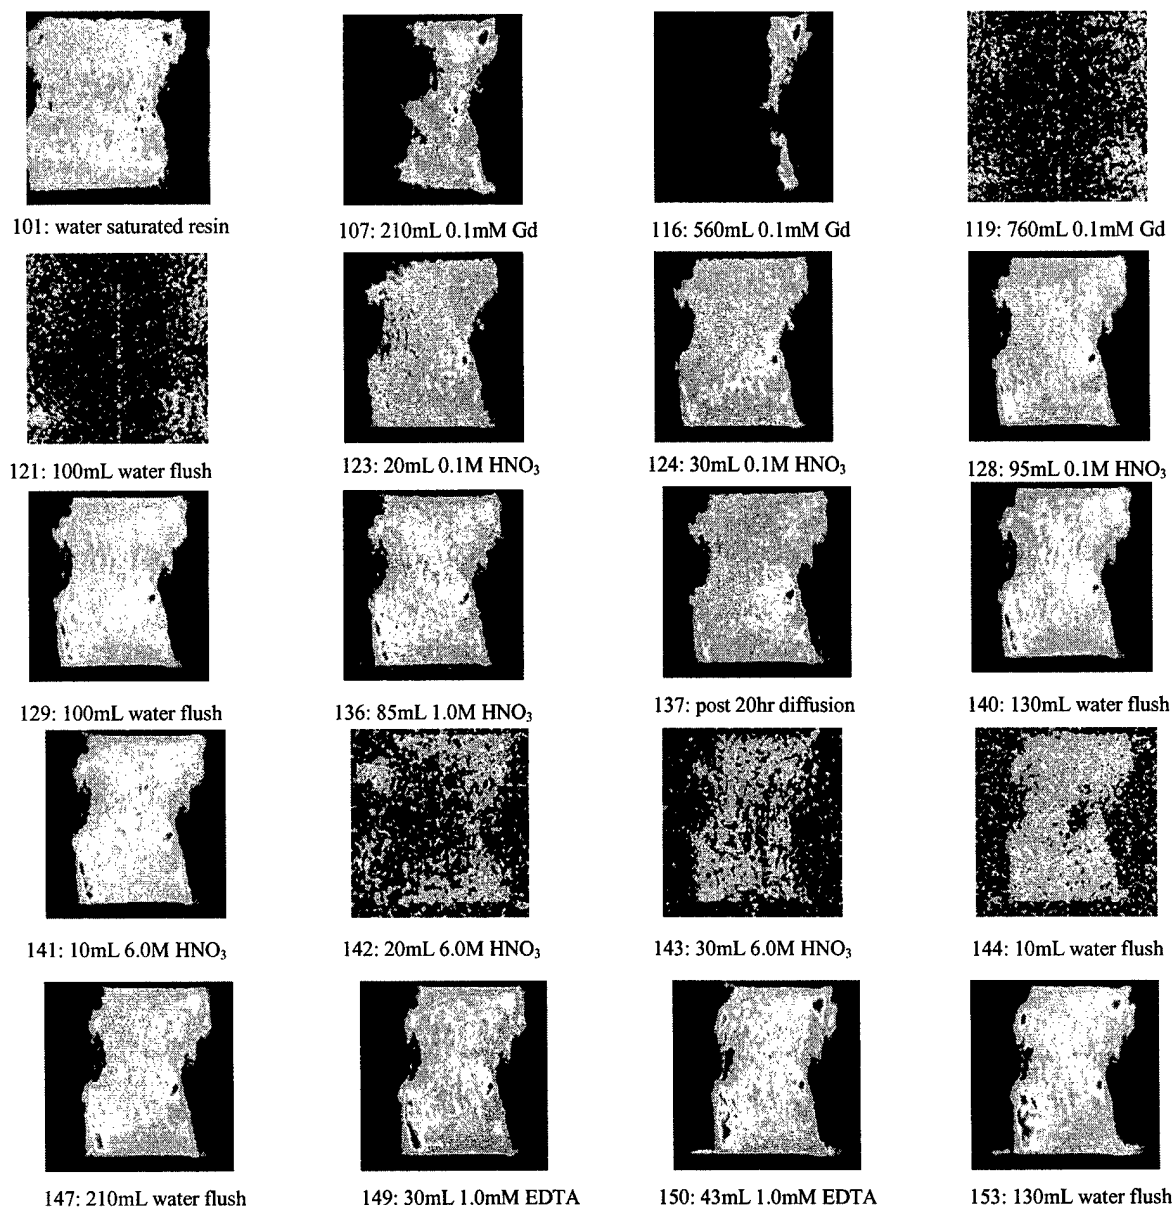 101: water saturated resin
107: 210mL 0.1mM Gd
116: 560mL 0.1mM Gd
119: 760mL 0.1mM Gd
121: 100mL water flush
123: 20mL 0.1M HNO₃
124: 30mL 0.1M HNO₃
128: 95mL 0.1M HNO₃
129: 100mL water flush
136: 85mL 1.0M HNO₃
137: post 20hr diffusion
140: 130mL water flush
141: 10mL 6.0M HNO₃
142: 20mL 6.0M HNO₃
143: 30mL 6.0M HNO₃
144: 10mL water flush
147: 210mL water flush
149: 30mL 1.0mM EDTA
150: 43mL 1.0mM EDTA
153: 130mL water flush